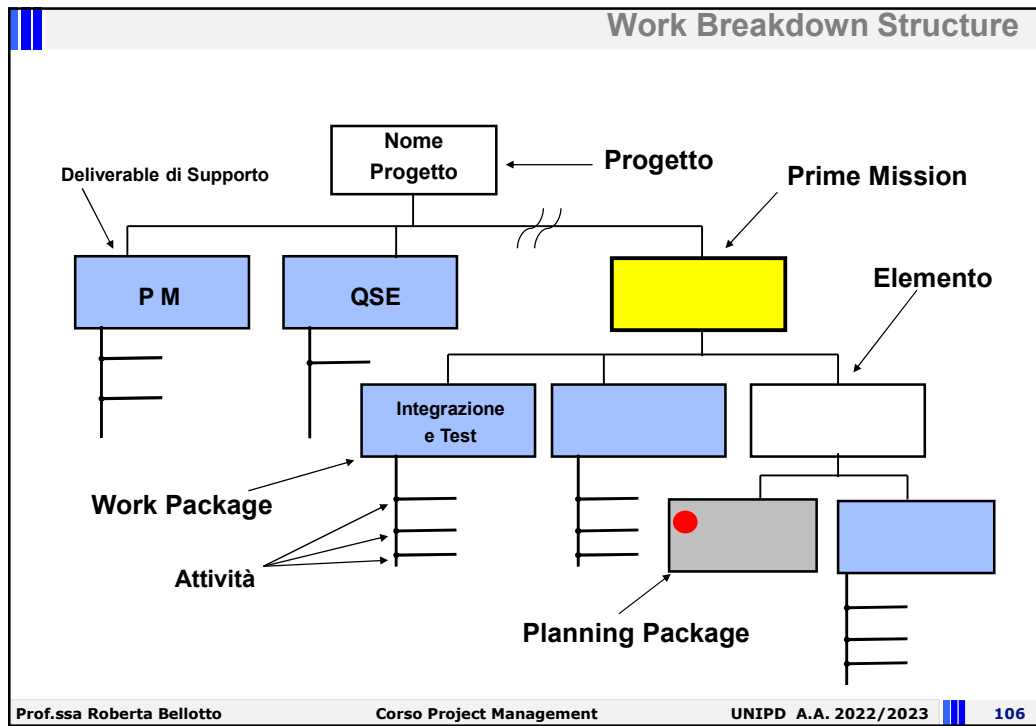 Work Breakdown Structure
Nome
Progetto
Progetto
Deliverable di Supporto
Prime Mission
Elemento
P M
QSE
Integrazione
e Test
Work Package
Attività
Planning Package
Prof.ssa Roberta Bellotto Corso Project Management UNIPD A.A. 2022/2023 106